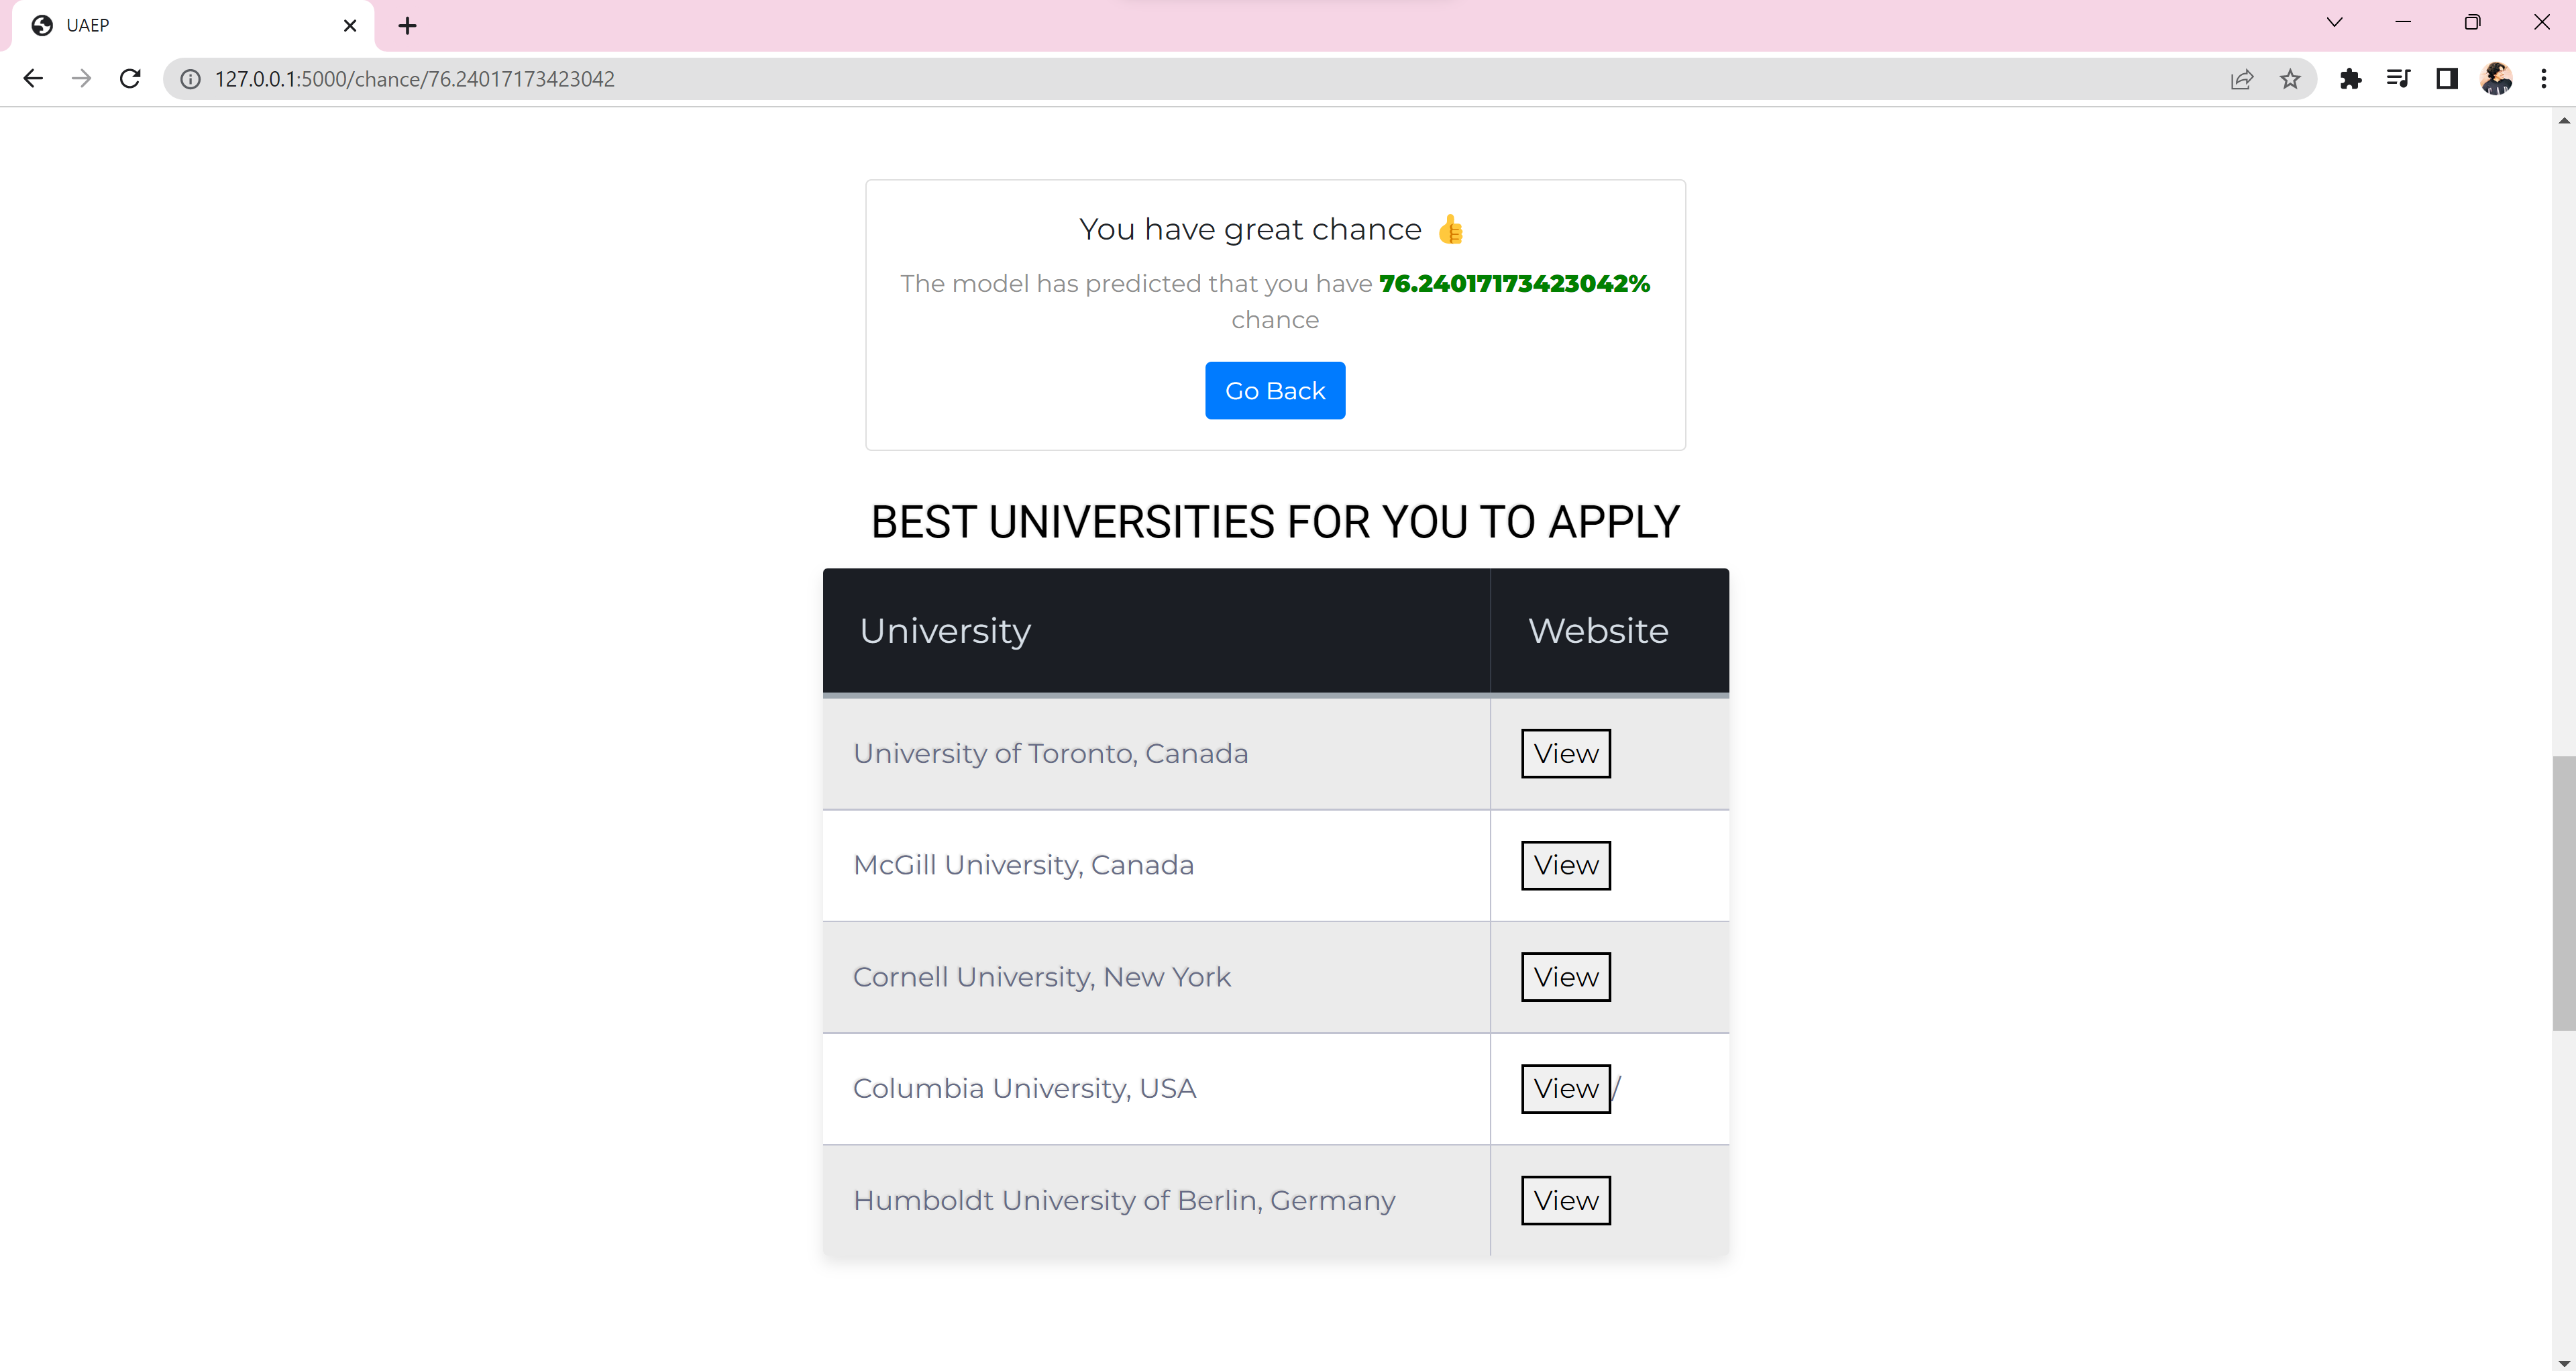 UAEP
127.0.0.1:5000/chance/76.24017173423042
You have great chance 👍
The model has predicted that you have 76.24017173423042%
chance
Go Back
BEST UNIVERSITIES FOR YOU TO APPLY
University Website
University of Toronto, Canada View
McGill University, Canada View
Cornell University, New York View
Columbia University, USA View/
Humboldt University of Berlin, Germany View